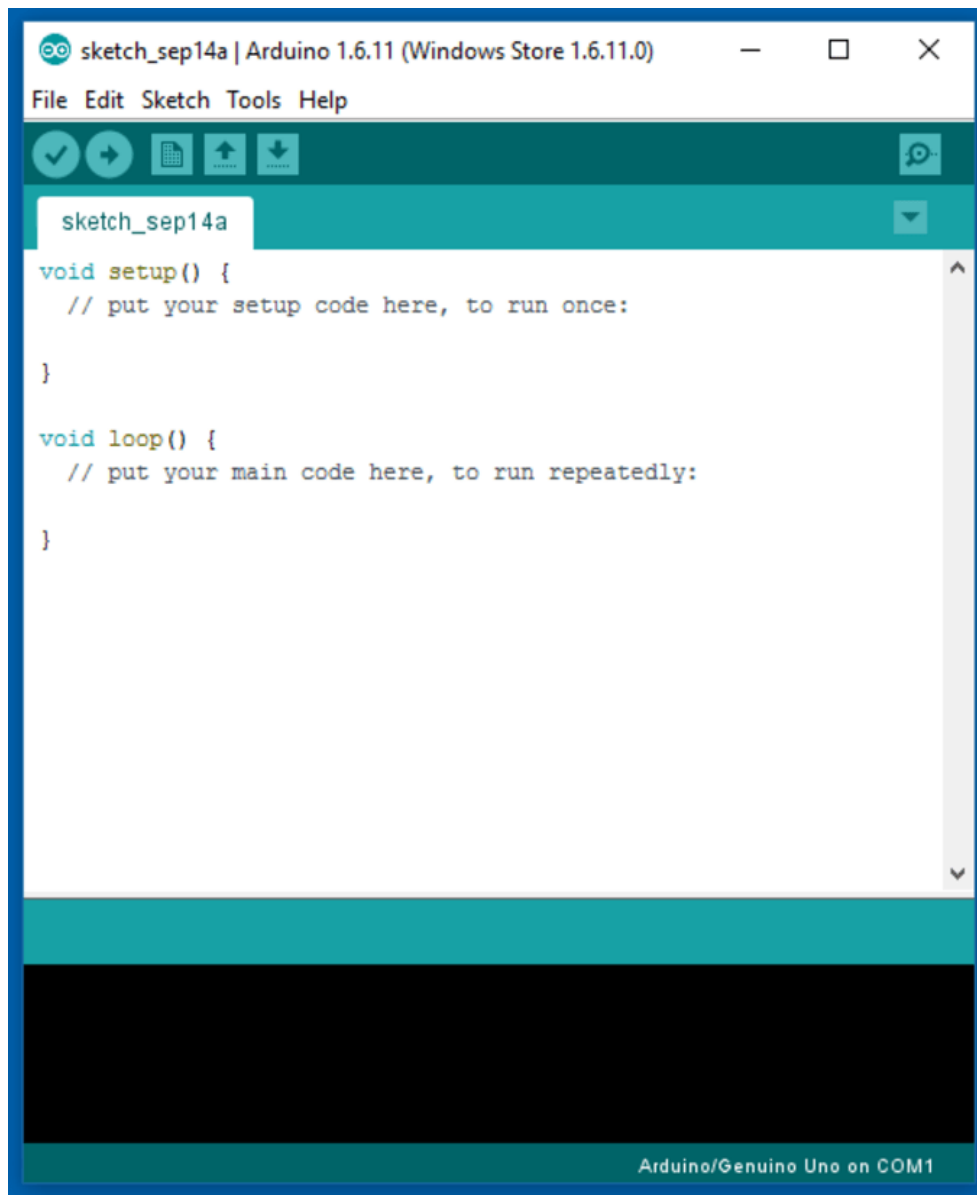 sketch_sep14a | Arduino 1.6.11 (Windows Store 1.6.11.0)
File Edit Sketch Tools Help
sketch_sep14a
void setup() {
  // put your setup code here, to run once:
}
void loop() {
  // put your main code here, to run repeatedly:
}
Arduino/Genuino Uno on COM1